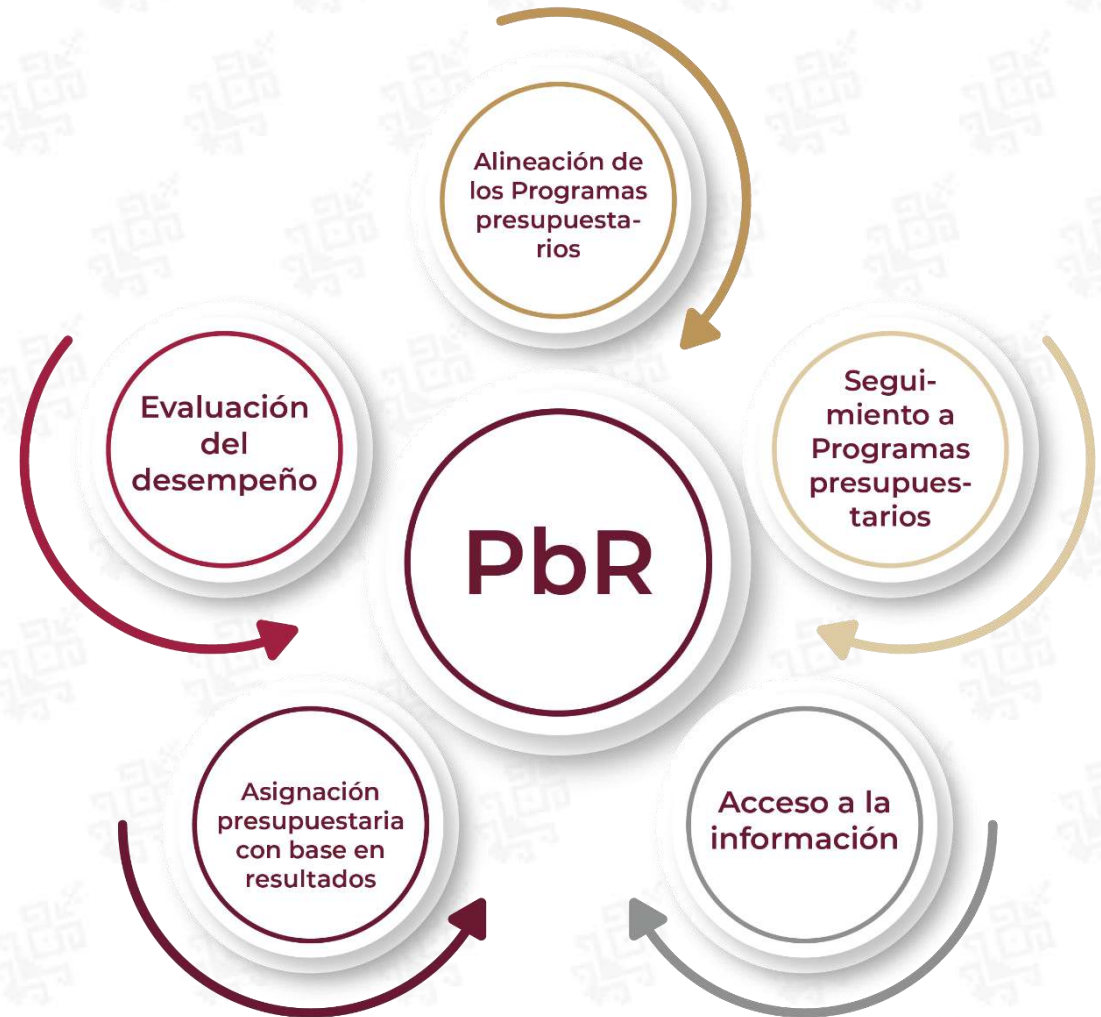 Alineación de
los Programas
presupuesta-
rios
Evaluación
del
desempeño
Segui-
miento a
Programas
presupues-
tarios
PbR
Asignación
presupuestaria
con base en
resultados
Acceso a la
información